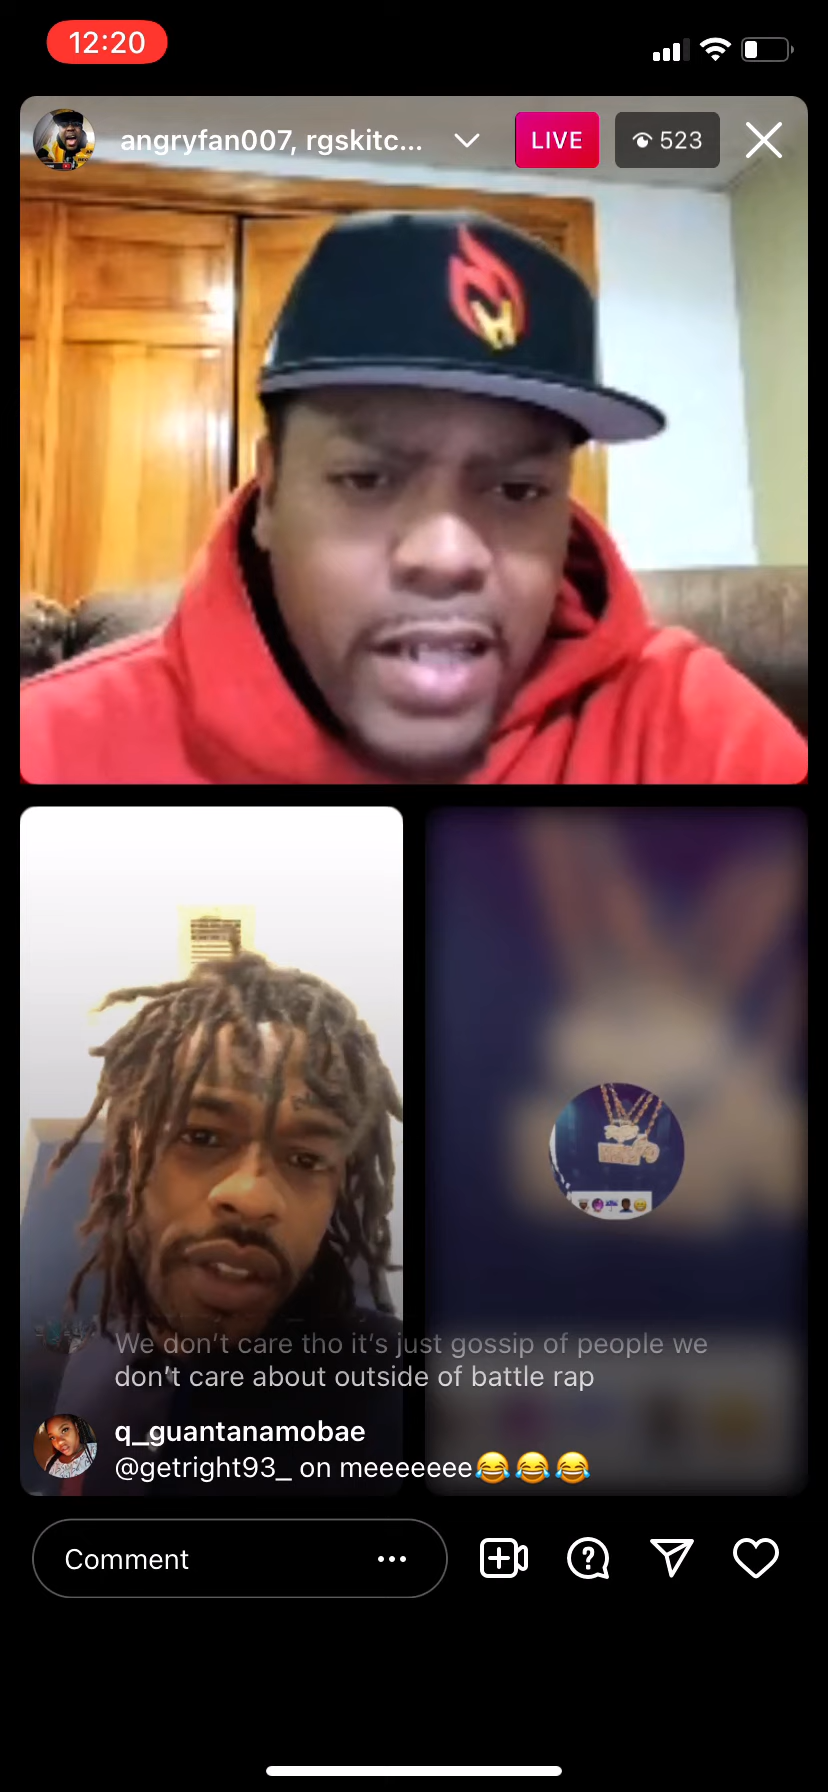 12:20
angryfan007, rgskitc...
LIVE
523
We don't care tho it's just gossip of people we
don't care about outside of battle rap
q_guantanamobae
@getright93_ on meeeeeee😂😂😂
Comment